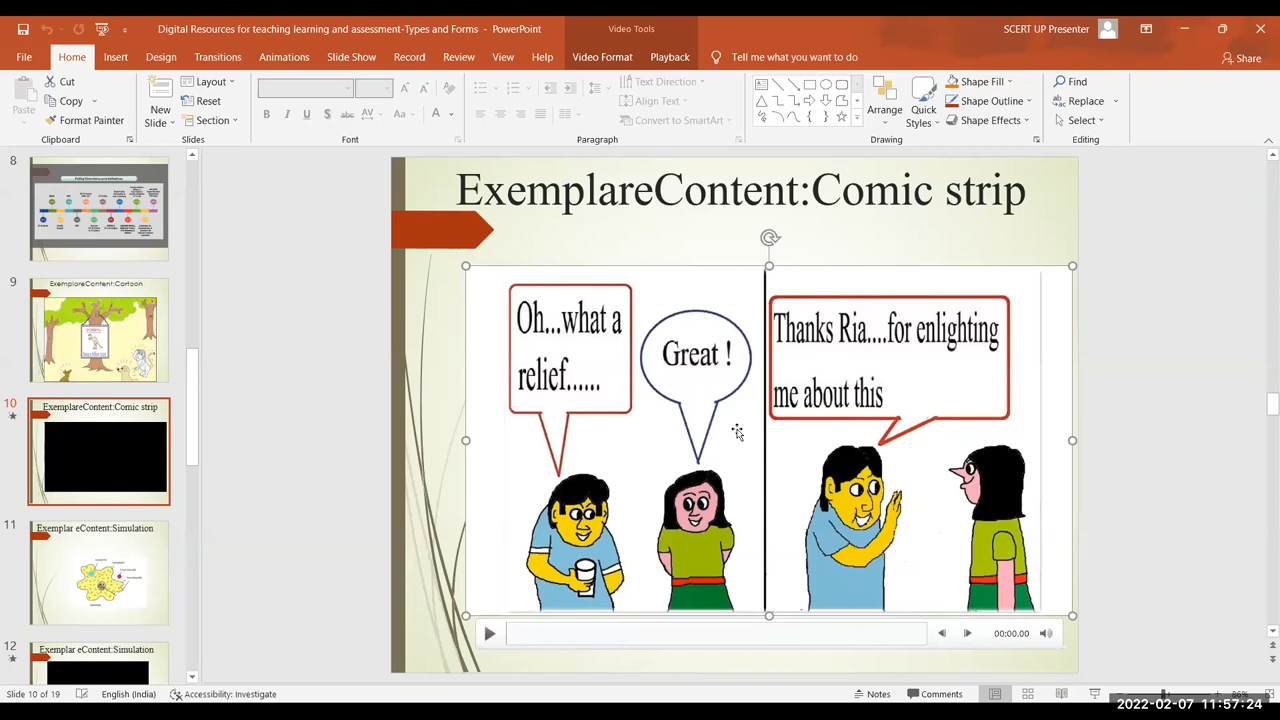 Digital Resources for teaching learning and assessment-Types and Forms - PowerPoint
Video Tools
SCERT UP Presenter
File
Home
Insert
Design
Transitions
Animations
Slide Show
Record
Review
View
Help
Video Format
Playback
Tell me what you want to do
Share
Paste
Cut
Copy
Format Painter
Clipboard
New
Slide
Layout
Reset
Section
Slides
B
I
U
S
abc
AV
Aa
A
Font
Text Direction
Align Text
Convert to SmartArt
Paragraph
Arrange
Quick
Styles
Shape Fill
Shape Outline
Shape Effects
Drawing
Find
Replace
Select
Editing
8
9
ExemplareContent:Cartoon
10
ExemplareContent:Comic strip
11
Exemplar eContent:Simulation
12
Exemplar eContent:Simulation
ExemplareContent:Comic strip
Oh...what a
relief......
Great !
Thanks Ria....for enlighting
me about this
00:00.00
Slide 10 of 19
English (India)
Accessibility: Investigate
Notes
Comments
86%
2022-02-07 11:57:24